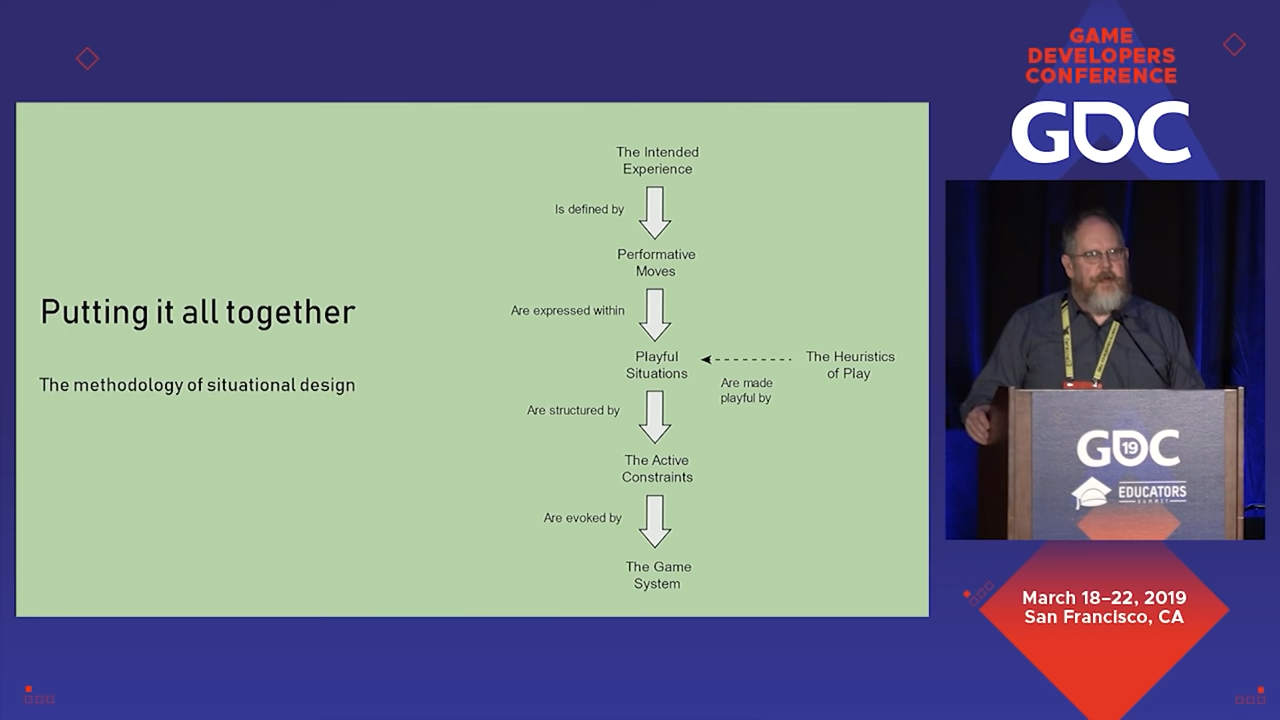 GAME
DEVELOPERS
CONFERENCE
GDC
Putting it all together
The methodology of situational design
The Intended
Experience
Is defined by
Performative
Moves
Are expressed within
Playful
Situations
The Heuristics
of Play
Are made
playful by
Are structured by
The Active
Constraints
Are evoked by
The Game
System
GDC
19
EDUCATORS
SUMMIT
March 18–22, 2019
San Francisco, CA